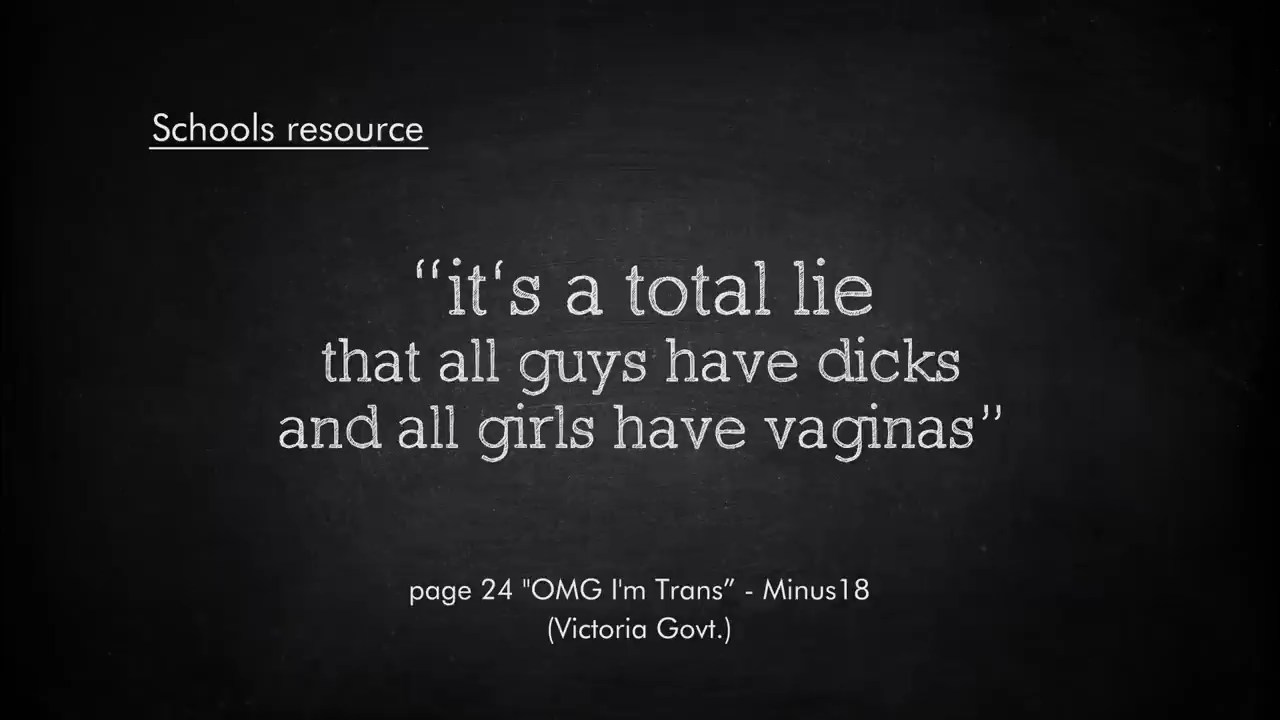 Schools resource
“it‘s a total lie
that all guys have dicks
and all girls have vaginas”
page 24 "OMG I'm Trans” - Minus18
(Victoria Govt.)